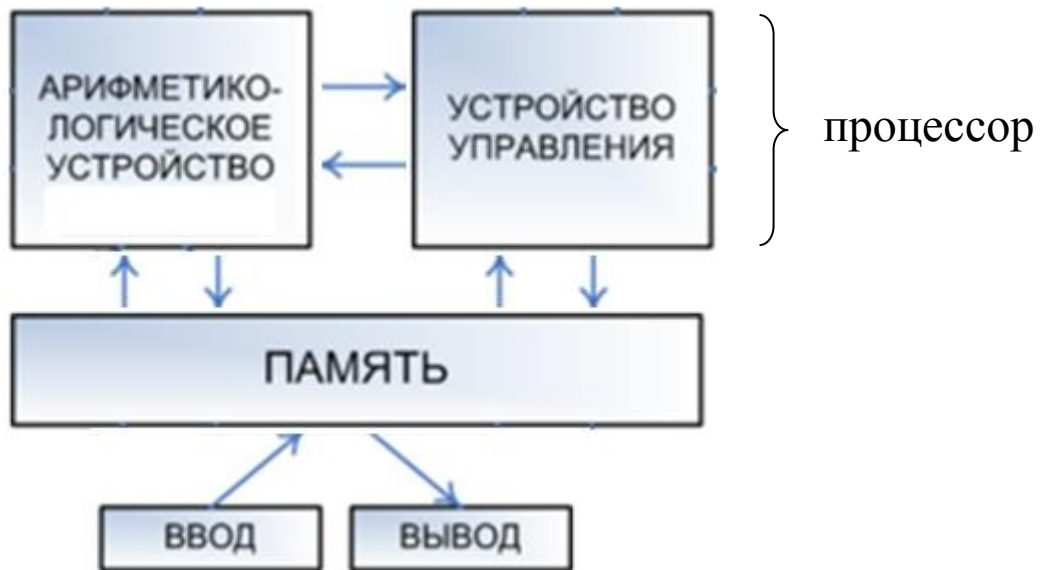 АРИФМЕТИКО-
ЛОГИЧЕСКОЕ
УСТРОЙСТВО
УСТРОЙСТВО
УПРАВЛЕНИЯ
процессор
ПАМЯТЬ
ВВОД
ВЫВОД